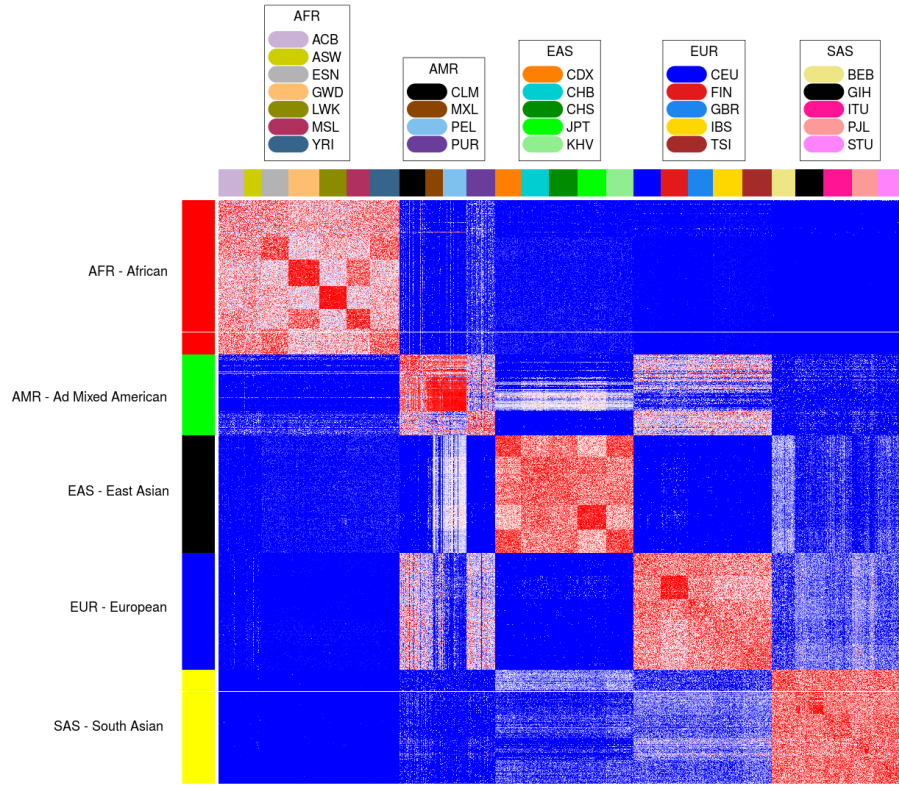 AFR
ACB
ASW
ESN
GWD
LWK
MSL
YRI
AMR
CLM
MXL
PEL
PUR
EAS
CDX
CHB
CHS
JPT
KHV
EUR
CEU
FIN
GBR
IBS
TSI
SAS
BEB
GIH
ITU
PJL
STU
AFR - African
AMR - Ad Mixed American
EAS - East Asian
EUR - European
SAS - South Asian